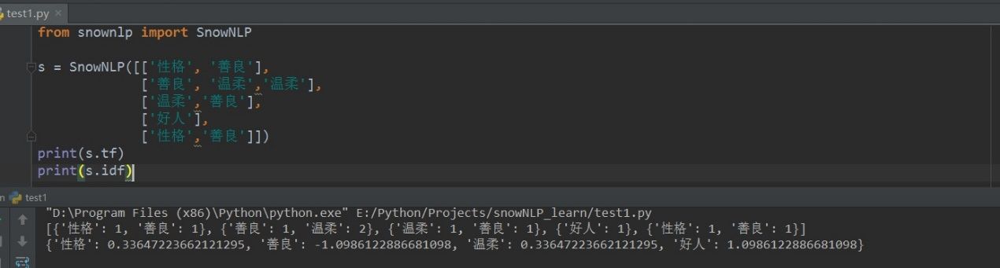 test1.py
from snownlp import SnowNLP
s = SnowNLP([['性格', '善良'],
['善良', '温柔','温柔'],
['温柔','善良'],
['好人'],
['性格','善良']])
print(s.tf)
print(s.idf)
n test1
"D:\Program Files (x86)\Python\python.exe" E:/Python/Projects/snowNLP_learn/test1.py
[{'性格': 1, '善良': 1}, {'善良': 1, '温柔': 2}, {'温柔': 1, '善良': 1}, {'好人': 1}, {'性格': 1, '善良': 1}]
{'性格': 0.33647223662121295, '善良': -1.0986122886681098, '温柔': 0.33647223662121295, '好人': 1.0986122886681098}